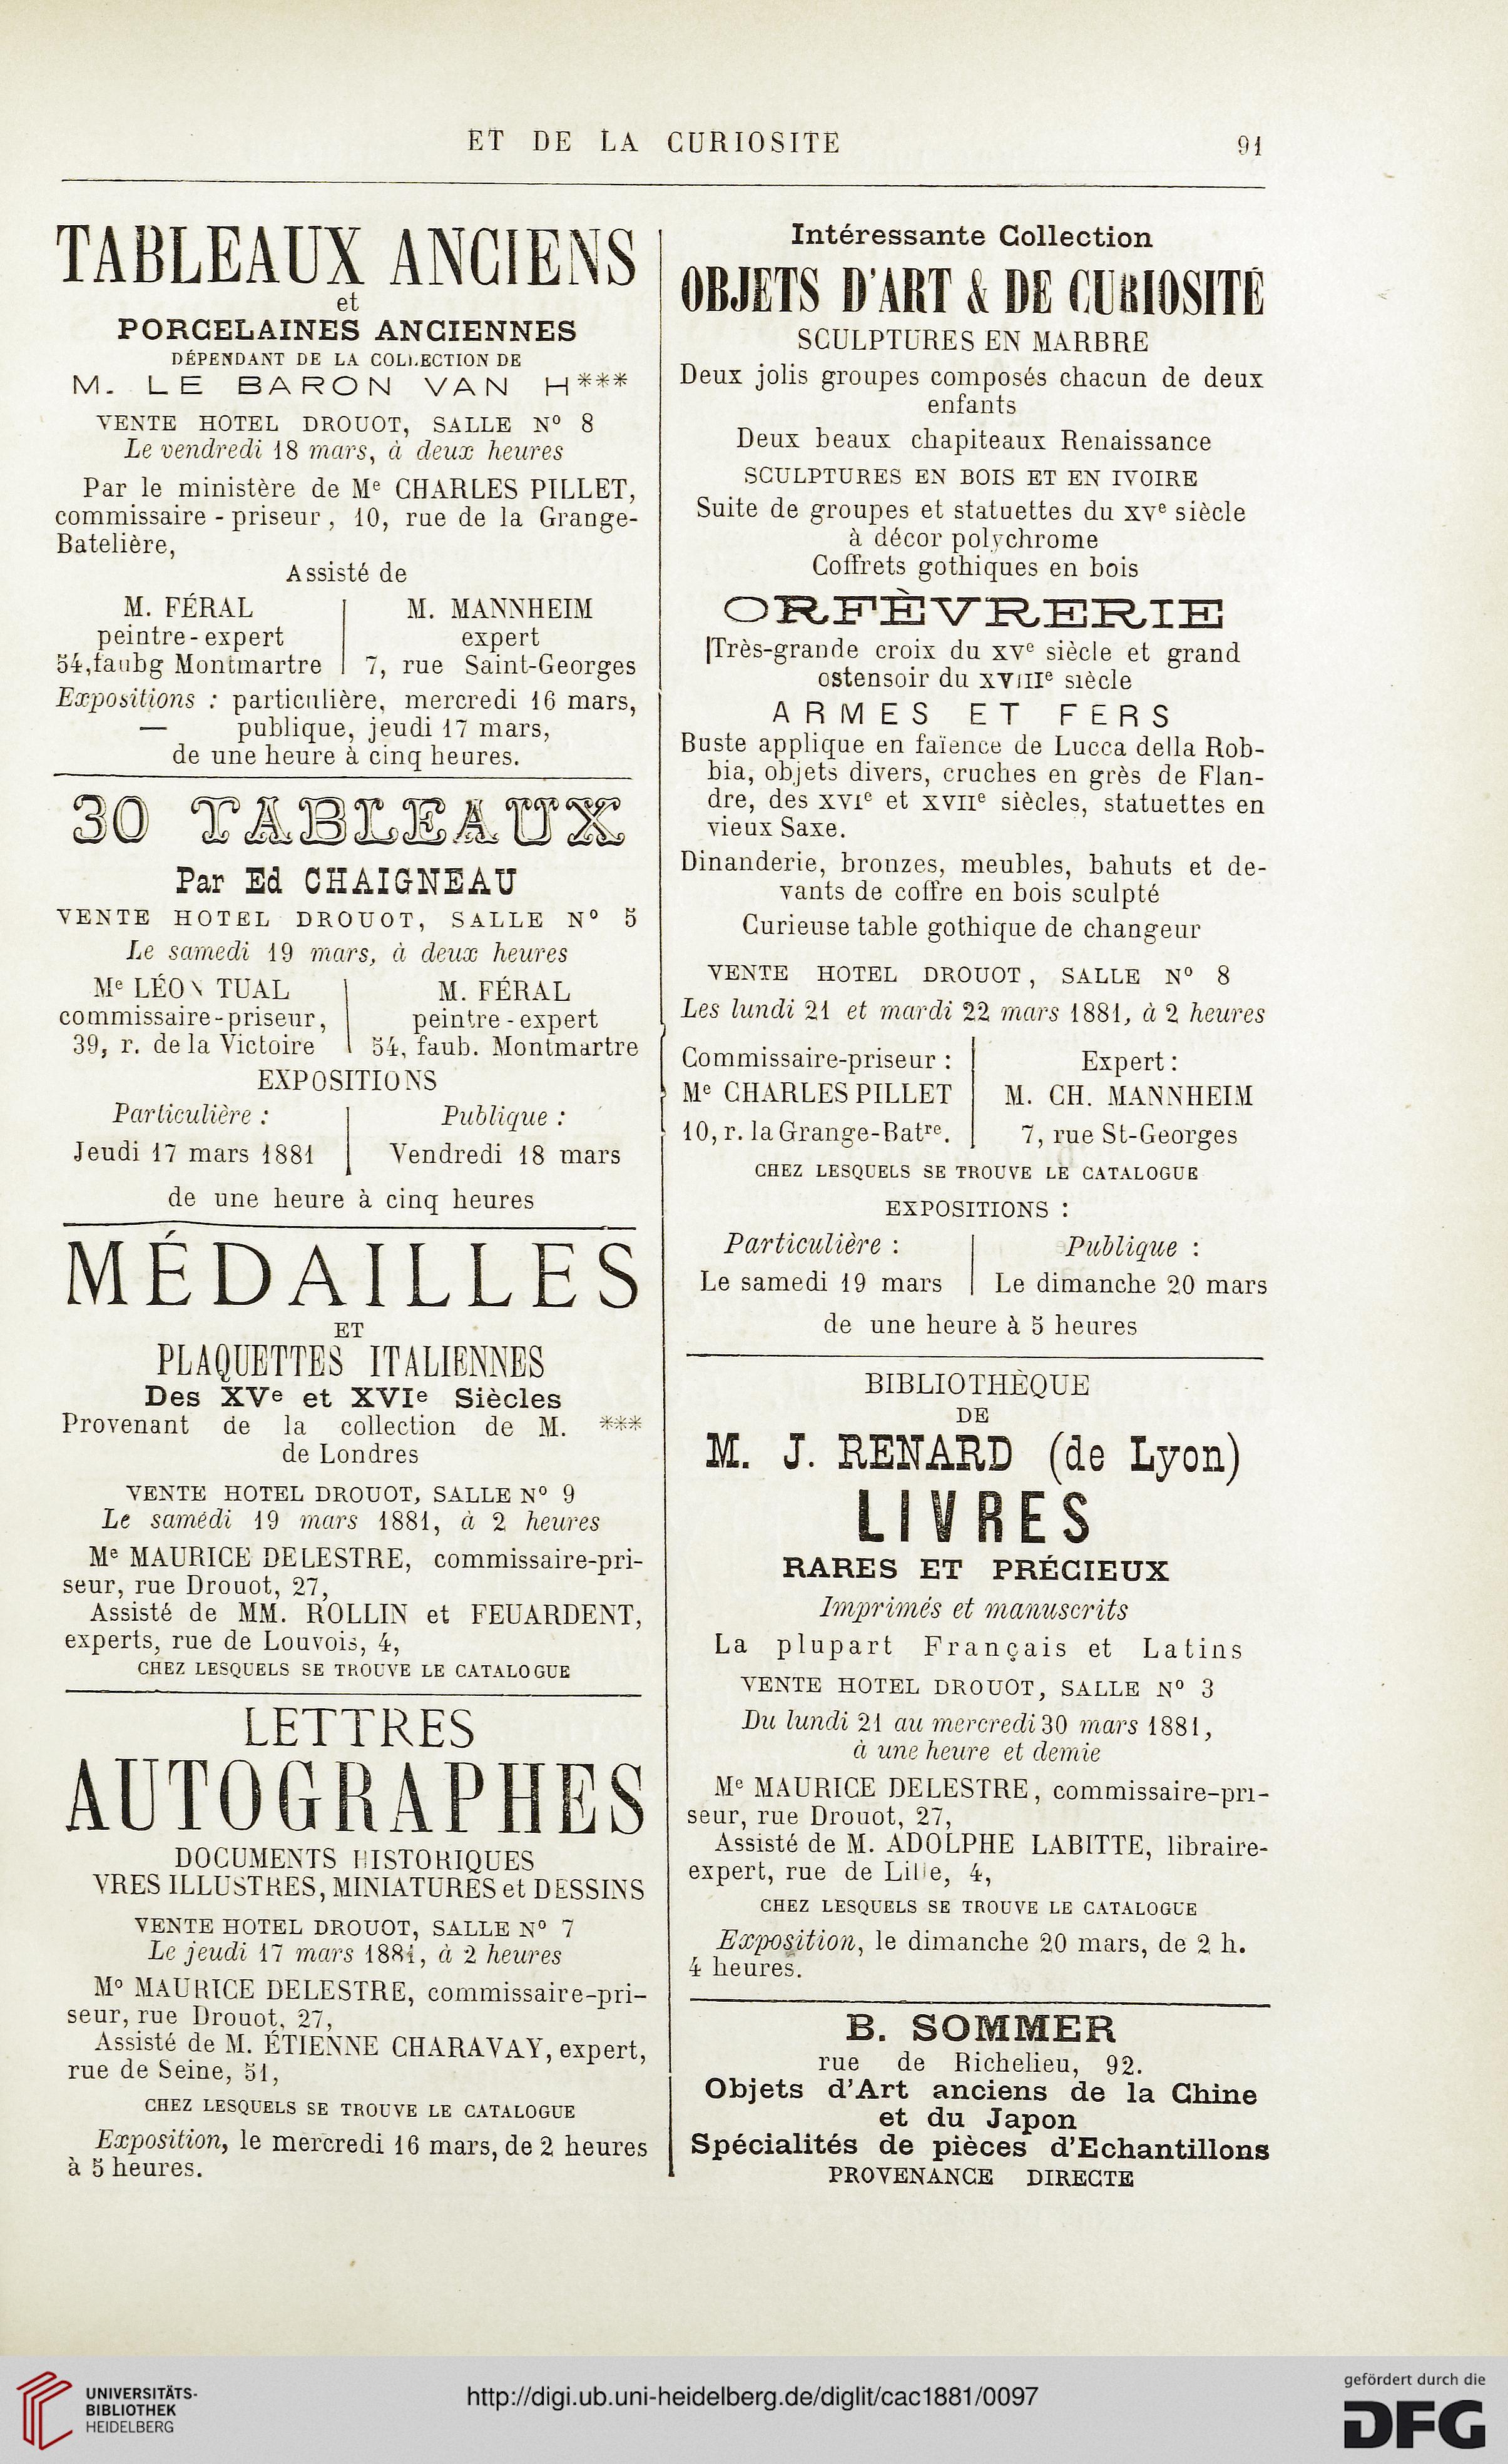 ET DE LA CURIOSITE
91
TABLEAUX ANCIENS
et
PORCELAINES ANCIENNES
DÉPENDANT DE LA COLLECTION DE
M. LE BARON VAN H***
VENTE HOTEL DROUOT, SALLE N° 8
Le vendredi 18 mars, à deux heures
Par le ministère de Me CHARLES PILLET,
commissaire-priseur, 10, rue de la Grange-
Batelière,
Assisté de
M. FÉRAL
peintre-expert
54, faubg Montmartre
M. MANNHEIM
expert
7, rue Saint-Georges
Expositions : particulière, mercredi 16 mars,
— publique, jeudi 17 mars,
de une heure à cinq heures.
30 TABLEAUX
Par Ed CHAIGNEAU
VENTE HOTEL DROUOT, SALLE N° 5
Le samedi 19 mars, à deux heures
Me LÉON TUAL
commissaire-priseur,
39, r. de la Victoire
M. FÉRAL
peintre-expert
54, faub. Montmartre
EXPOSITIONS
Particulière :
Jeudi 17 mars 1881
Publique :
Vendredi 18 mars
de une heure à cinq heures
MÉDAILLES
ET
PLAQUETTES ITALIENNES
Des XVe et XVIe Siècles
Provenant de la collection de M. ***
de Londres
VENTE HOTEL DROUOT, SALLE N° 9
Le samédi 19 mars 1881, à 2 heures
Me MAURICE DELESTRE, commissaire-pri-
seur, rue Drouot, 27,
Assisté de MM. ROLLIN et FEUARDENT,
experts, rue de Louvois, 4,
CHEZ LESQUELS SE TROUVE LE CATALOGUE
LETTRES
AUTOGRAPHES
DOCUMENTS HISTORIQUES
VRES ILLUSTRES, MINIATURES et DESSINS
VENTE HOTEL DROUOT, SALLE N° 7
Le jeudi 17 mars 1881, à 2 heures
Me MAURICE DELESTRE, commissaire-pri-
seur, rue Drouot, 27,
Assisté de M. ÉTIENNE CHARAVAY, expert,
rue de Seine, 51,
CHEZ LESQUELS SE TROUVE LE CATALOGUE
Exposition, le mercredi 16 mars, de 2 heures
à 5 heures.
Intéressante Collection
OBJETS D'ART & DE CURIOSITÉ
SCULPTURES EN MARBRE
Deux jolis groupes composés chacun de deux
enfants
Deux beaux chapiteaux Renaissance
SCULPTURES EN BOIS ET EN IVOIRE
Suite de groupes et statuettes du XVe siècle
à décor polychrome
Coffrets gothiques en bois
ORFÈVRERIE
Très-grande croix du XVe siècle et grand
ostensoir du XVIIIe siècle
ARMES ET FERS
Buste applique en faïence de Lucca della Rob-
bia, objets divers, cruches en grès de Flan-
dre, des XVIe et XVIIe siècles, statuettes en
vieux Saxe.
Dinanderie, bronzes, meubles, bahuts et de-
vants de coffre en bois sculpté
Curieuse table gothique de changeur
VENTE HOTEL DROUOT, SALLE N° 8
Les lundi 21 et mardi 22 mars 1881, à 2 heures
Commissaire-priseur :
Me CHARLES PILLET
10, r. la Grange-Batre.
Expert :
M. CH. MANNHEIM
7, rue St-Georges
CHEZ LESQUELS SE TROUVE LE CATALOGUE
EXPOSITIONS :
Particulière :
Le samedi 19 mars
Publique :
Le dimanche 20 mars
de une heure à 5 heures
BIBLIOTHÈQUE
DE
M. J. RENARD (de Lyon)
LIVRES
RARES ET PRÉCIEUX
Imprimés et manuscrits
La plupart Français et Latins
VENTE HOTEL DROUOT, SALLE N° 3
Du lundi 21 au mercredi 30 mars 1881,
à une heure et demie
Me MAURICE DELESTRE, commissaire-pri-
seur, rue Drouot, 27,
Assisté de M. ADOLPHE LABITTE, libraire-
expert, rue de Lille, 4,
CHEZ LESQUELS SE TROUVE LE CATALOGUE
Exposition, le dimanche 20 mars, de 2 h.
4 heures.
B. SOMMER
rue de Richelieu, 92.
Objets d'Art anciens de la Chine
et du Japon
Spécialités de pièces d'Echantillons
PROVENANCE DIRECTE
UNIVERSITÄTS-
BIBLIOTHEK
HEIDELBERG
http://digi.ub.uni-heidelberg.de/diglit/cac1881/0097
gefördert durch die
DFG